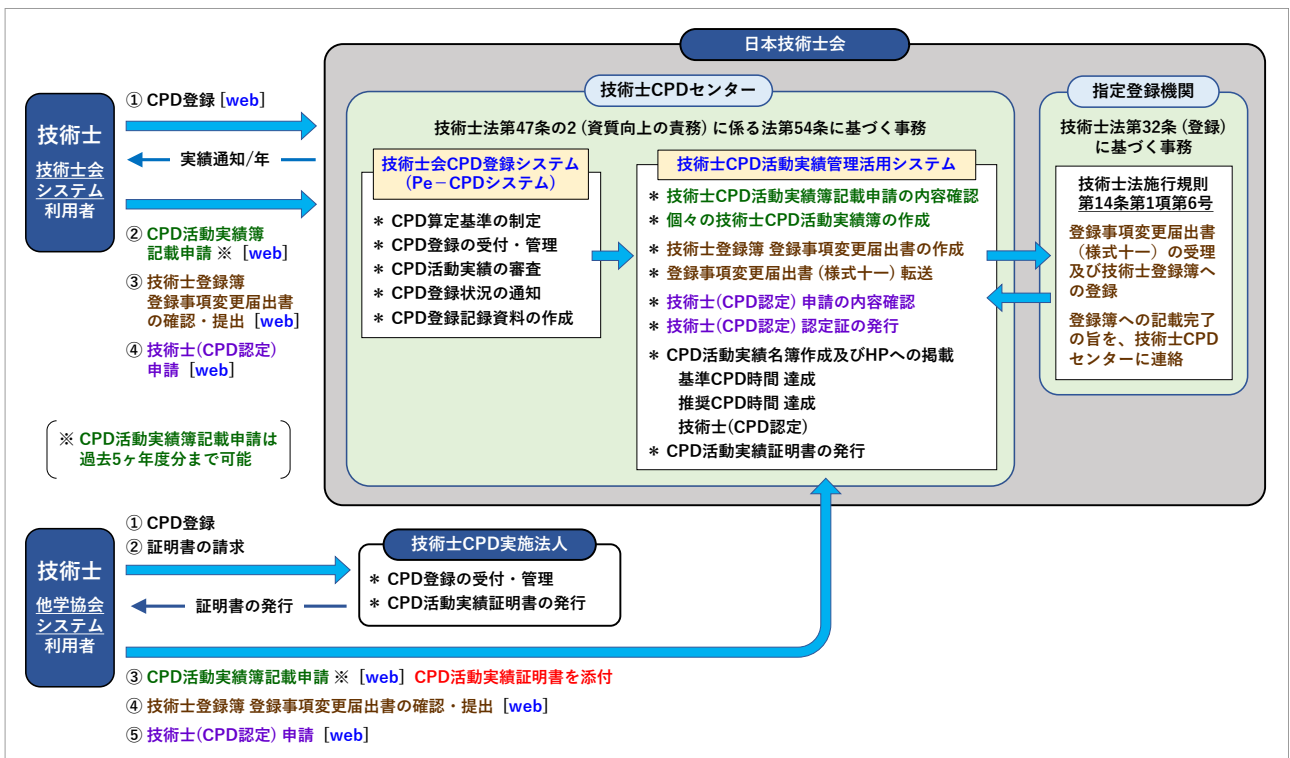 日本技術士会
技術士
技術士会
システム
利用者
① CPD登録 [web]
実績通知/年
② CPD活動実績簿
記載申請 ※ [web]
③ 技術士登録簿
登録事項変更届出書
の確認・提出 [web]
④ 技術士(CPD認定)
申請 [web]
※ CPD活動実績簿記載申請は
過去5ヶ年度分まで可能
技術士CPDセンター
技術士法第47条の2 (資質向上の責務) に係る法第54条に基づく事務
技術士会CPD登録システム
(Pe－CPDシステム)
＊ CPD算定基準の制定
＊ CPD登録の受付・管理
＊ CPD活動実績の審査
＊ CPD登録状況の通知
＊ CPD登録記録資料の作成
技術士CPD活動実績管理活用システム
＊ 技術士CPD活動実績簿記載申請の内容確認
＊ 個々の技術士CPD活動実績簿の作成
＊ 技術士登録簿 登録事項変更届出書の作成
＊ 登録事項変更届出書 (様式十一) 転送
＊ 技術士(CPD認定) 申請の内容確認
＊ 技術士(CPD認定) 認定証の発行
＊ CPD活動実績名簿作成及びHPへの掲載
基準CPD時間 達成
推奨CPD時間 達成
技術士(CPD認定)
＊ CPD活動実績証明書の発行
指定登録機関
技術士法第32条 (登録)
に基づく事務
技術士法施行規則
第14条第1項第6号
登録事項変更届出書
（様式十一）の受理
及び技術士登録簿へ
の登録
登録簿への記載完了
の旨を、技術士CPD
センターに連絡
技術士
他学協会
システム
利用者
① CPD登録
② 証明書の請求
証明書の発行
技術士CPD実施法人
＊ CPD登録の受付・管理
＊ CPD活動実績証明書の発行
③ CPD活動実績簿記載申請 ※ [web] CPD活動実績証明書を添付
④ 技術士登録簿 登録事項変更届出書の確認・提出 [web]
⑤ 技術士(CPD認定) 申請 [web]